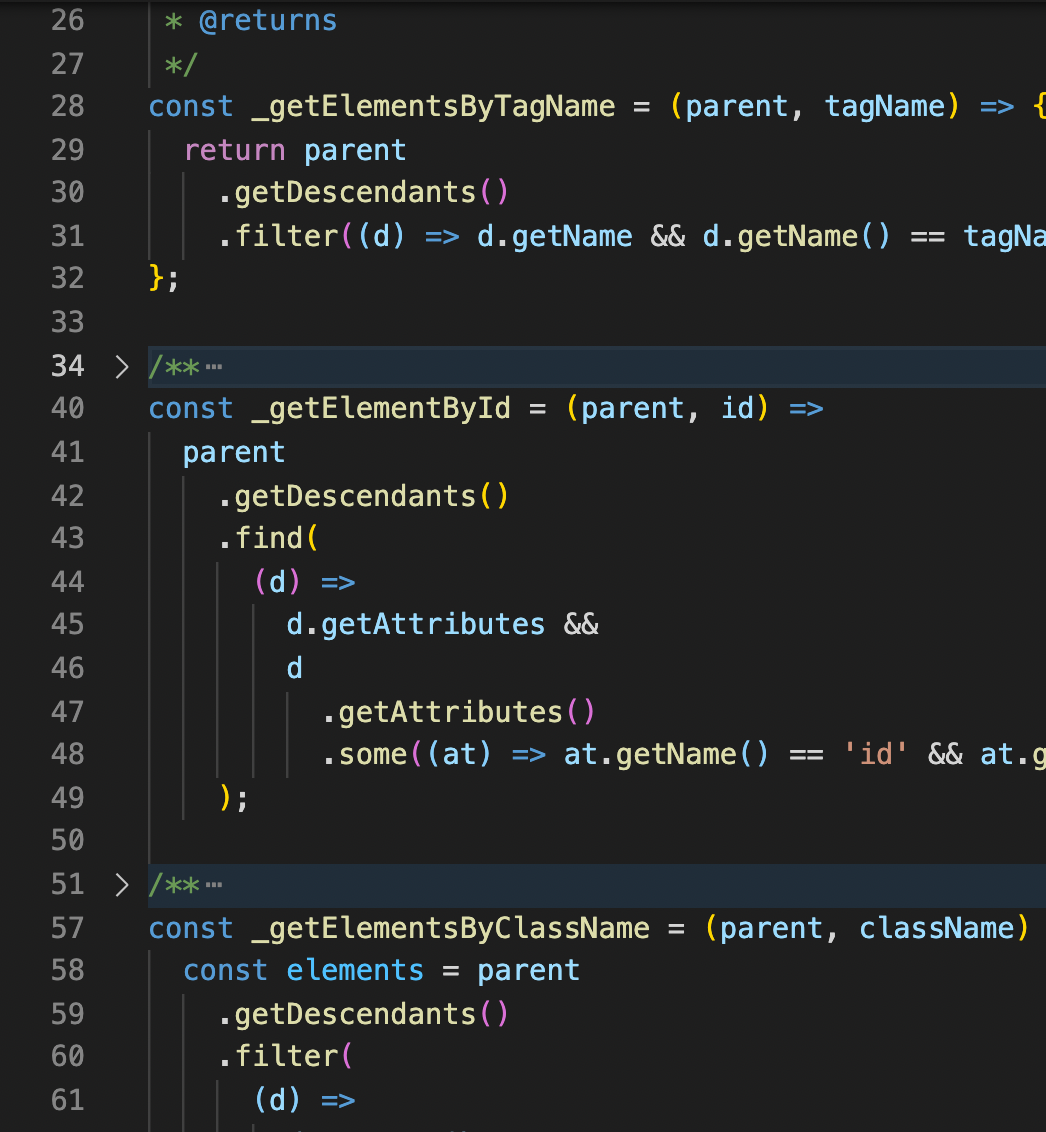 26 * @returns
27 */
28 const _getElementsByTagName = (parent, tagName) => {
29 return parent
30 .getDescendants()
31 .filter((d) => d.getName && d.getName() == tagNa
32 };
33
34 > /** ⋯
40 const _getElementById = (parent, id) =>
41 parent
42 .getDescendants()
43 .find(
44 (d) =>
45 d.getAttributes &&
46 d
47 .getAttributes()
48 .some((at) => at.getName() == 'id' && at.g
49 );
50
51 > /** ⋯
57 const _getElementsByClassName = (parent, className)
58 const elements = parent
59 .getDescendants()
60 .filter(
61 (d) =>